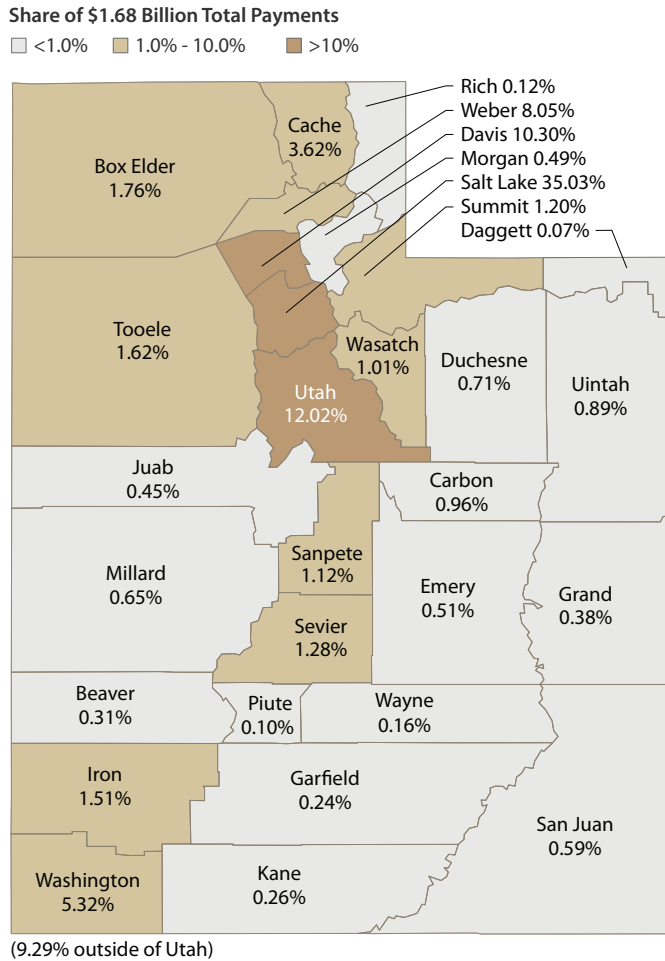 Share of $1.68 Billion Total Payments
<1.0% 1.0% - 10.0% >10%
Rich 0.12%
Weber 8.05%
Davis 10.30%
Morgan 0.49%
Salt Lake 35.03%
Summit 1.20%
Daggett 0.07%
Cache
3.62%
Box Elder
1.76%
Tooele
1.62%
Wasatch
1.01%
Duchesne
0.71%
Uintah
0.89%
Utah
12.02%
Juab
0.45%
Carbon
0.96%
Sanpete
1.12%
Millard
0.65%
Emery
0.51%
Grand
0.38%
Sevier
1.28%
Beaver
0.31%
Piute
0.10%
Wayne
0.16%
Iron
1.51%
Garfield
0.24%
San Juan
0.59%
Washington
5.32%
Kane
0.26%
(9.29% outside of Utah)